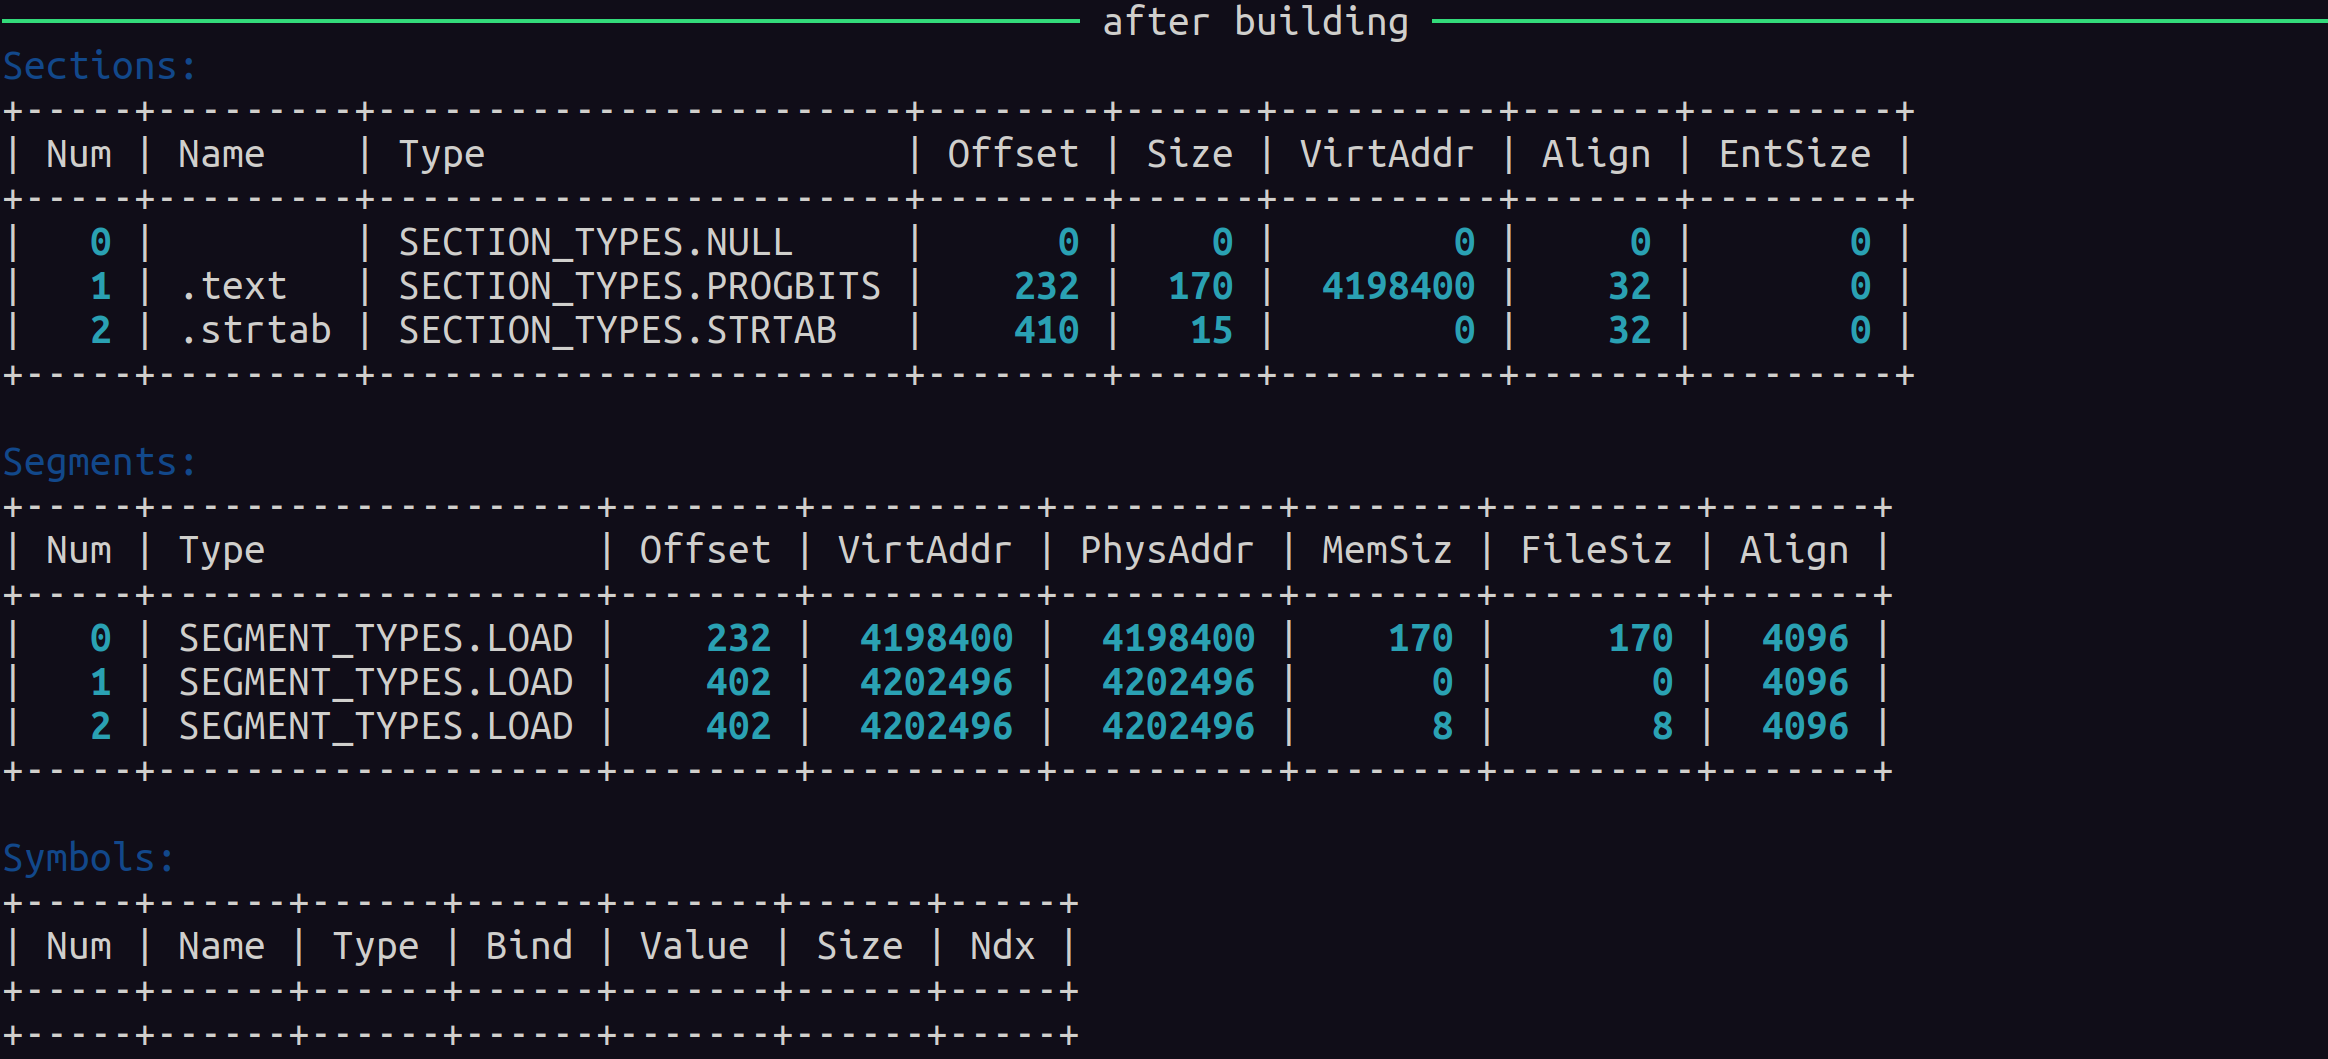 after building
Sections:
+-----+---------+------------------------+--------+------+----------+-------+---------+
| Num | Name    | Type                   | Offset | Size | VirtAddr | Align | EntSize |
+-----+---------+------------------------+--------+------+----------+-------+---------+
|   0 |         | SECTION_TYPES.NULL     |      0 |    0 |        0 |     0 |       0 |
|   1 | .text   | SECTION_TYPES.PROGBITS |    232 |  170 |  4198400 |    32 |       0 |
|   2 | .strtab | SECTION_TYPES.STRTAB   |    410 |   15 |        0 |    32 |       0 |
+-----+---------+------------------------+--------+------+----------+-------+---------+
Segments:
+-----+--------------------+--------+----------+----------+--------+---------+-------+
| Num | Type               | Offset | VirtAddr | PhysAddr | MemSiz | FileSiz | Align |
+-----+--------------------+--------+----------+----------+--------+---------+-------+
|   0 | SEGMENT_TYPES.LOAD |    232 |  4198400 |  4198400 |    170 |     170 |  4096 |
|   1 | SEGMENT_TYPES.LOAD |    402 |  4202496 |  4202496 |      0 |       0 |  4096 |
|   2 | SEGMENT_TYPES.LOAD |    402 |  4202496 |  4202496 |      8 |       8 |  4096 |
+-----+--------------------+--------+----------+----------+--------+---------+-------+
Symbols:
+-----+------+------+------+-------+------+-----+
| Num | Name | Type | Bind | Value | Size | Ndx |
+-----+------+------+------+-------+------+-----+
+-----+------+------+------+-------+------+-----+